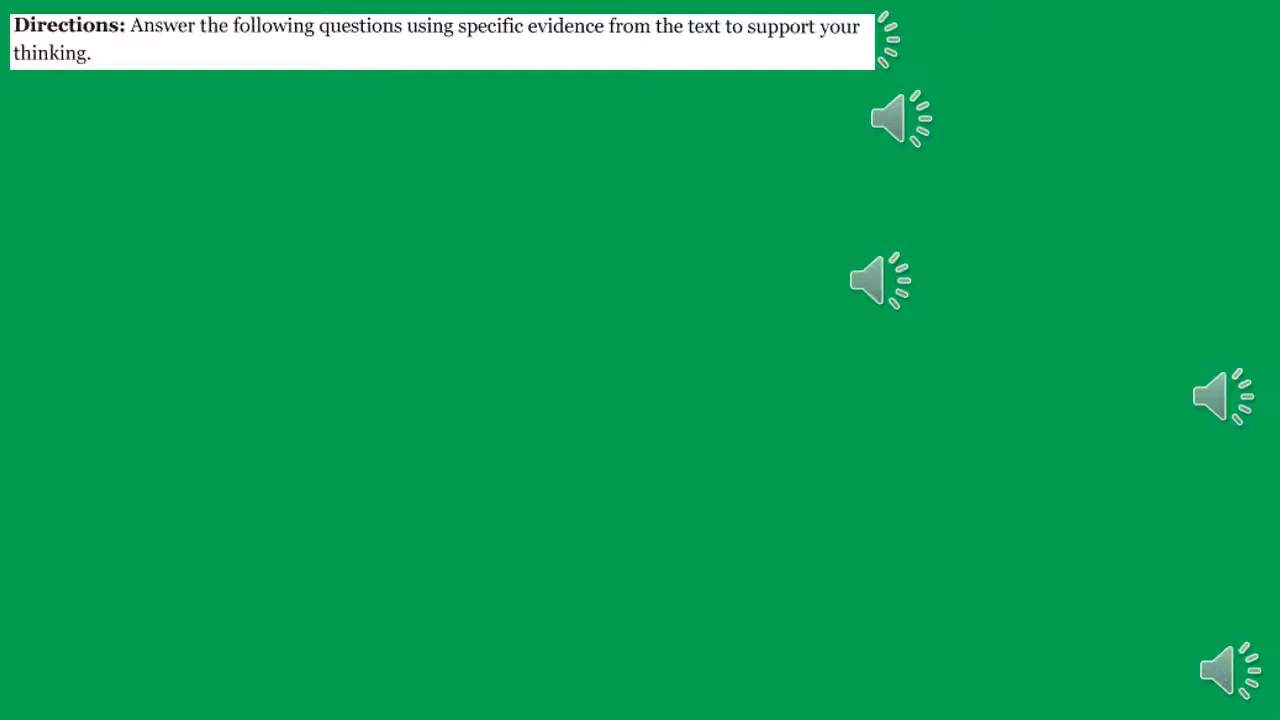 Directions: Answer the following questions using specific evidence from the text to support your
thinking.